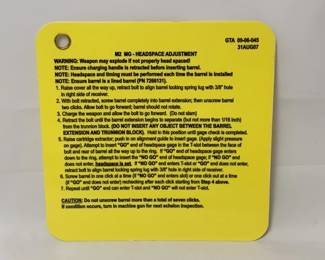 GTA 09-06-045
31AUG07
M2 MG - HEADSPACE ADJUSTMENT
WARNING: Weapon may explode if not properly head spaced!
NOTE: Ensure charging handle is retracted before inserting barrel.
NOTE: Headspace and timing must be performed each time the barrel is installed
NOTE: Ensure barrel is a lined barrel (PN 7266131).
1. Raise cover all the way up, retract bolt to align barrel locking spring lug with 3/8" hole
in right side of receiver.
2. With bolt retracted, screw barrel completely into barrel extension; then unscrew barrel
two clicks. Allow bolt to go forward; should not rotate.
3. Charge the weapon and allow the bolt to go forward. (Do not slam)
4. Retract the bolt until the barrel extension begins to separate (but not more than 1/16 Inch)
from the trunnion block. (DO NOT INSERT ANY OBJECT BETWEEN THE BARREL
EXTENSION AND TRUNNION BLOCK). Hold to this position until gage check is completed.
5. Raise cartridge extractor; push in on alignment guide to insert gage. (Apply slight pressure
on gage). Attempt to insert "GO" end of headspace gage in the T-slot between the face of
bolt and rear of barrel all the way up to the ring. If "GO" end of headspace gage enters
down to the ring, attempt to insert the "NO GO" end of headspace gage; if "NO GO" end
does not enter, headspace is set. If "NO GO" end enters T-slot or "GO" end does not enter,
retract bolt to align barrel locking spring lug with 3/8" hole in right side of receiver.
6. Screw barrel in one click at a time (if "NO GO" end enters slot) or one click out at a time
(if "GO" end does not enter) rechecking after each click starting from Step 4 above.
7. Repeat until "GO" end can enter T-slot and "NO GO" will not enter T-slot.
CAUTION: Do not unscrew barrel more than a total of seven clicks.
If condition occurs, turn in machine gun for next echelon inspection.